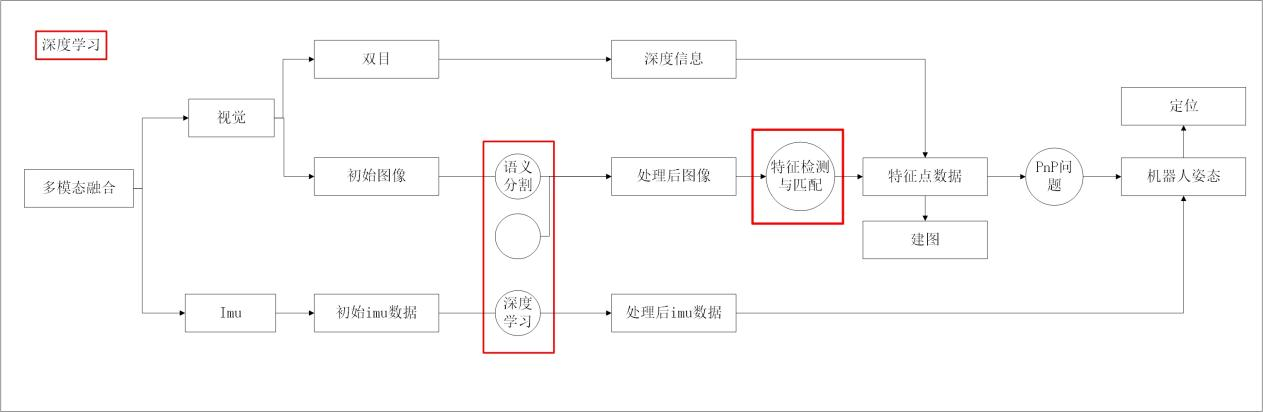 深度学习
双目
深度信息
视觉
定位
初始图像
语义
分割
处理后图像
特征检测
与匹配
特征点数据
PnP问
题
机器人姿态
多模态融合
建图
Imu
初始imu数据
深度
学习
处理后imu数据